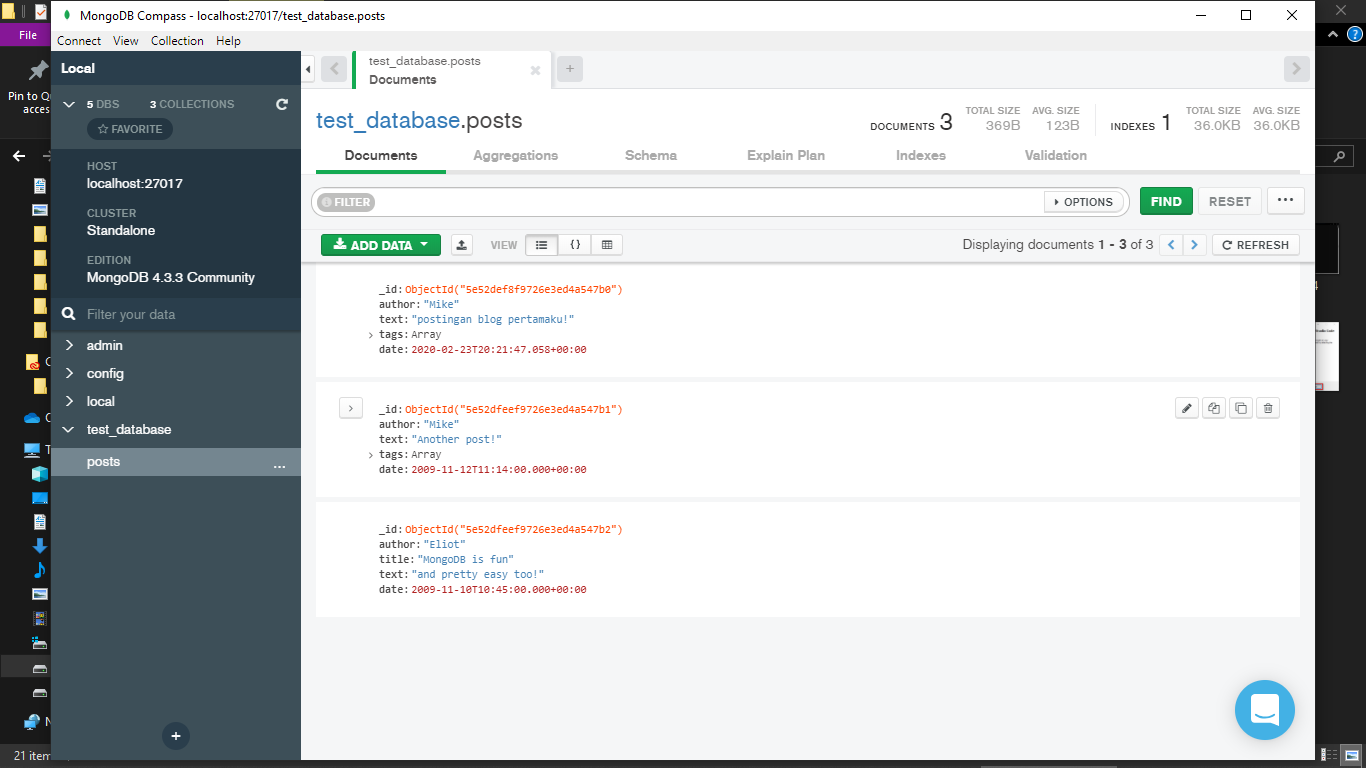 MongoDB Compass - localhost:27017/test_database.posts
File
Connect View Collection Help
Pin to Qu
acces
Local
5 DBS 3 COLLECTIONS
FAVORITE
HOST
localhost:27017
CLUSTER
Standalone
EDITION
MongoDB 4.3.3 Community
Filter your data
admin
config
local
test_database
posts ...
21 item
test_database.posts
Documents
test_database.posts
DOCUMENTS 3 TOTAL SIZE 369B AVG. SIZE 123B INDEXES 1 TOTAL SIZE 36.0KB AVG. SIZE 36.0KB
Documents Aggregations Schema Explain Plan Indexes Validation
FILTER OPTIONS FIND RESET ...
ADD DATA VIEW {} Displaying documents 1 - 3 of 3 REFRESH
_id: ObjectId("5e52def8f9726e3ed4a547b0")
author: "Mike"
text: "postingan blog pertamaku!"
tags: Array
date: 2020-02-23T20:21:47.058+00:00
_id: ObjectId("5e52dfeef9726e3ed4a547b1")
author: "Mike"
text: "Another post!"
tags: Array
date: 2009-11-12T11:14:00.000+00:00
_id: ObjectId("5e52dfeef9726e3ed4a547b2")
author: "Eliot"
title: "MongoDB is fun"
text: "and pretty easy too!"
date: 2009-11-10T10:45:00.000+00:00